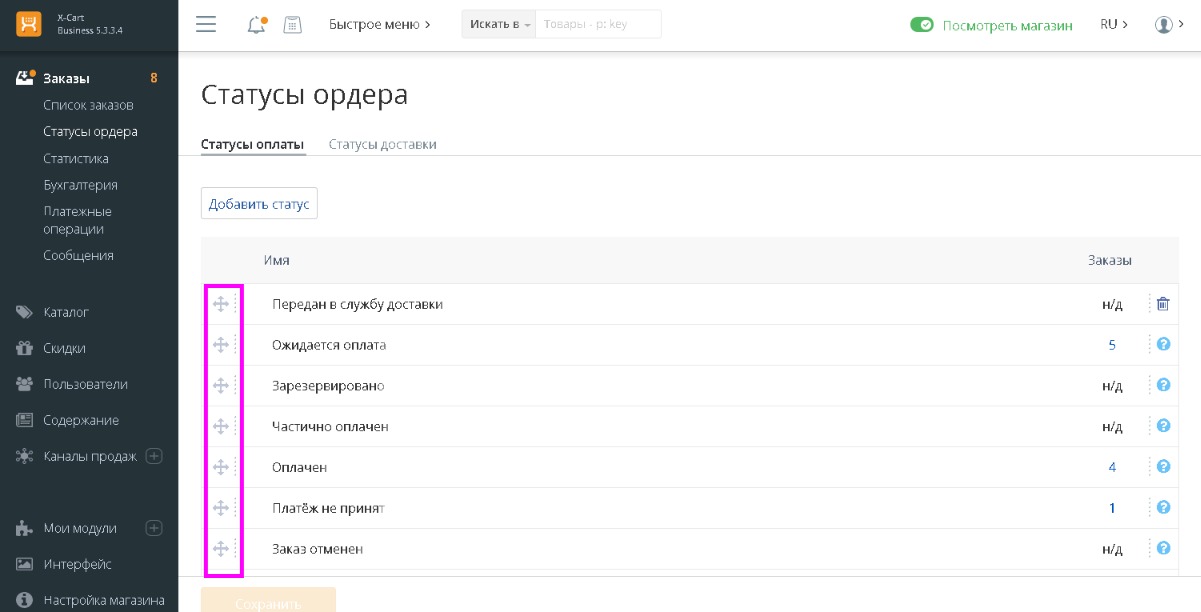 X-Cart
Business 5.3.3.4
Быстрое меню
Искать в
Товары - p: key
Посмотреть магазин
RU
Заказы 8
Список заказов
Статусы ордера
Статистика
Бухгалтерия
Платежные
операции
Сообщения
Каталог
Скидки
Пользователи
Содержание
Каналы продаж
Мои модули
Интерфейс
Настройка магазина
Статусы ордера
Статусы оплаты Статусы доставки
Добавить статус
Имя Заказы
Передан в службу доставки н/д
Ожидается оплата 5
Зарезервировано н/д
Частично оплачен н/д
Оплачен 4
Платёж не принят 1
Заказ отменен н/д
Сохранить